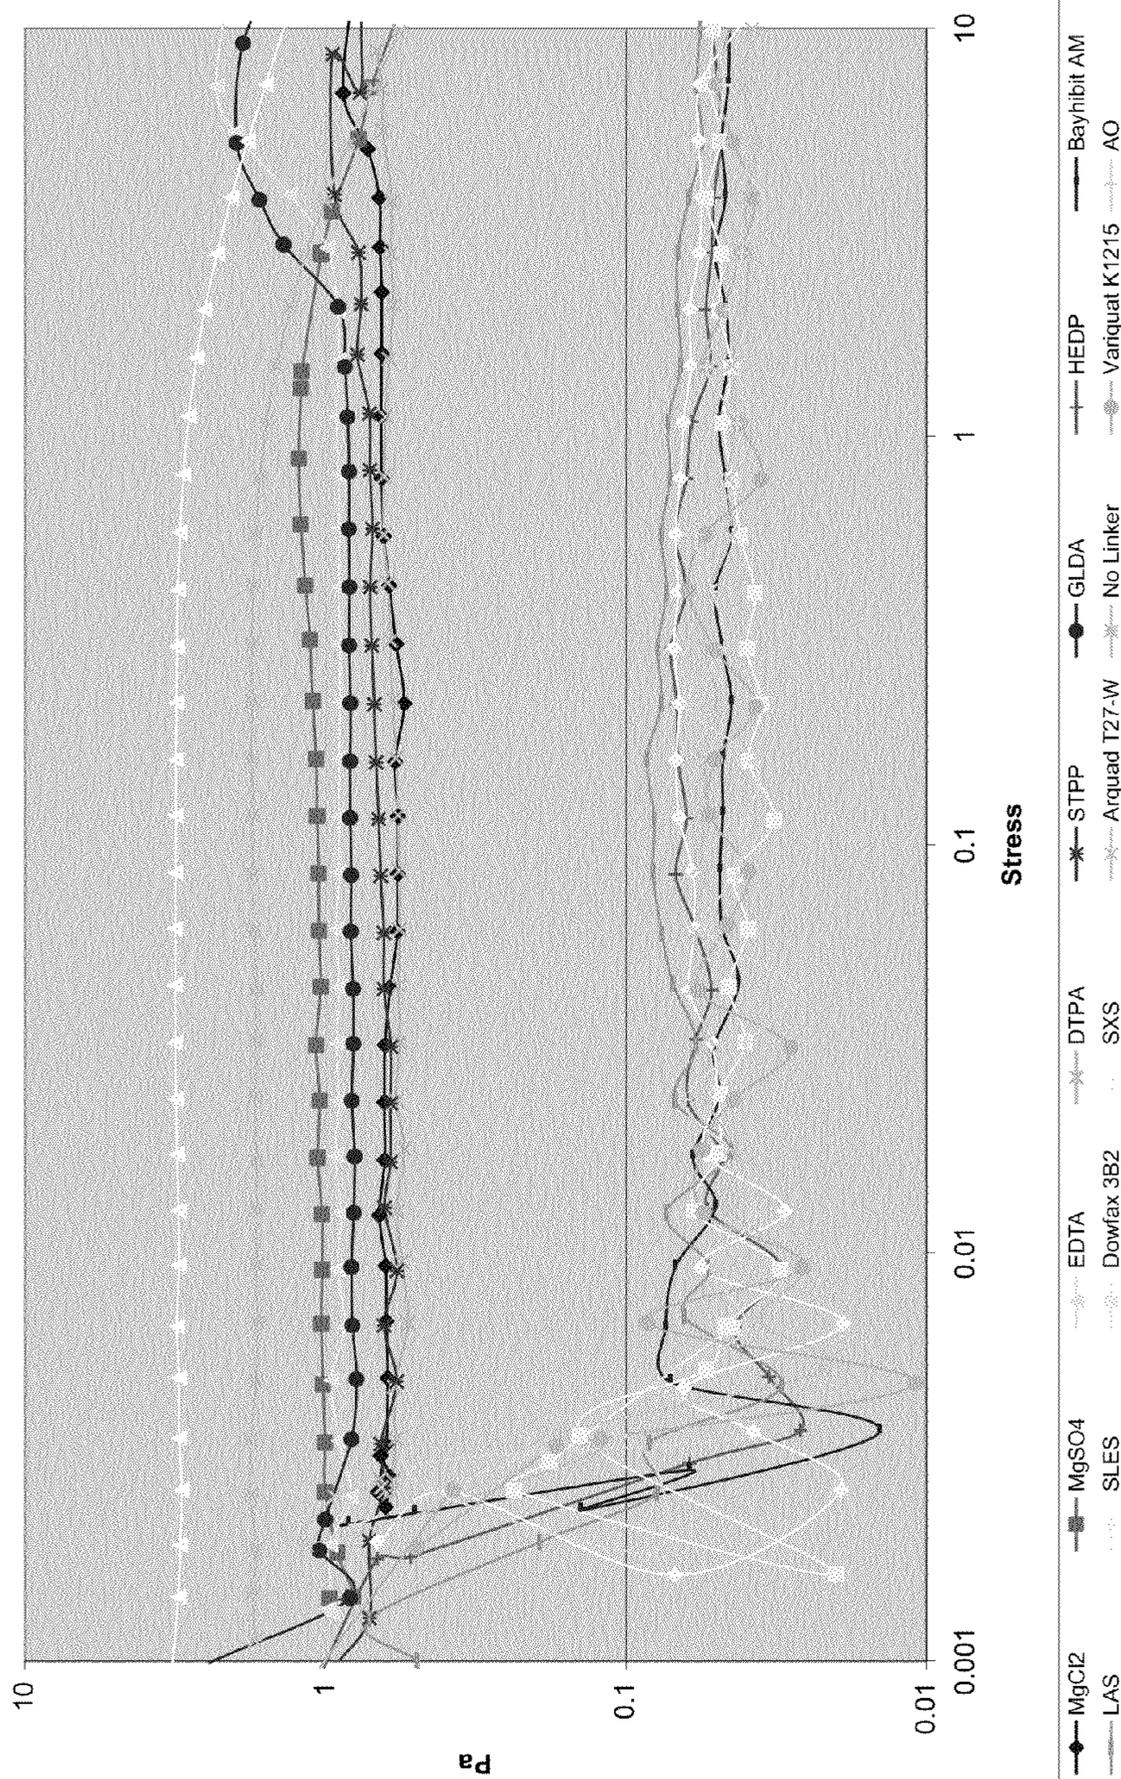 Pa
10
1
0.1
0.01
0.001
0.01
0.1
1
10
Stress
MgCl2 MgSO4 EDTA DTPA STPP GLDA HEDP Bayhibit AM
LAS SLES Dowfax 3B2 SXS Arquad T27-W No Linker Variquat K1215 AO